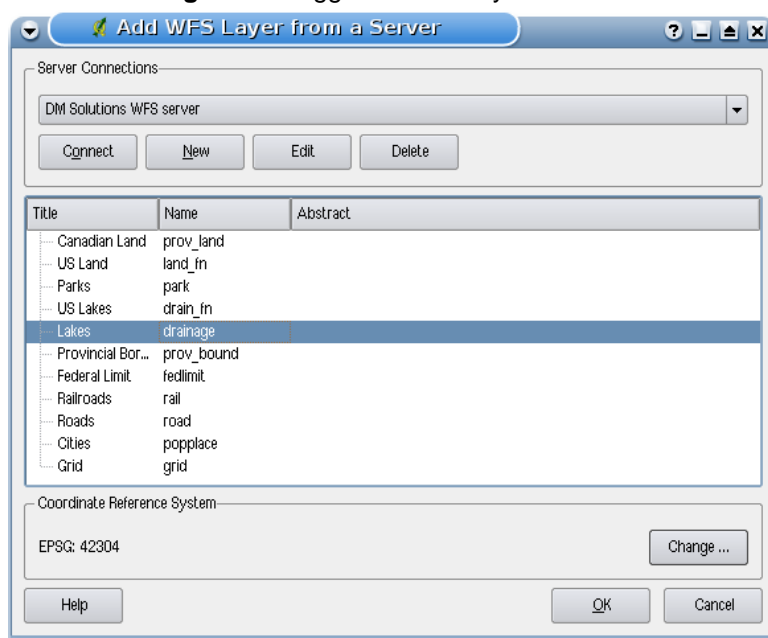 Add WFS Layer from a Server
Server Connections
DM Solutions WFS server
Connect New Edit Delete
Title Name Abstract
Canadian Land prov_land
US Land land_fn
Parks park
US Lakes drain_fn
Lakes drainage
Provincial Bor... prov_bound
Federal Limit fedlimit
Railroads rail
Roads road
Cities popplace
Grid grid
Coordinate Reference System
EPSG: 42304
Change ...
Help OK Cancel